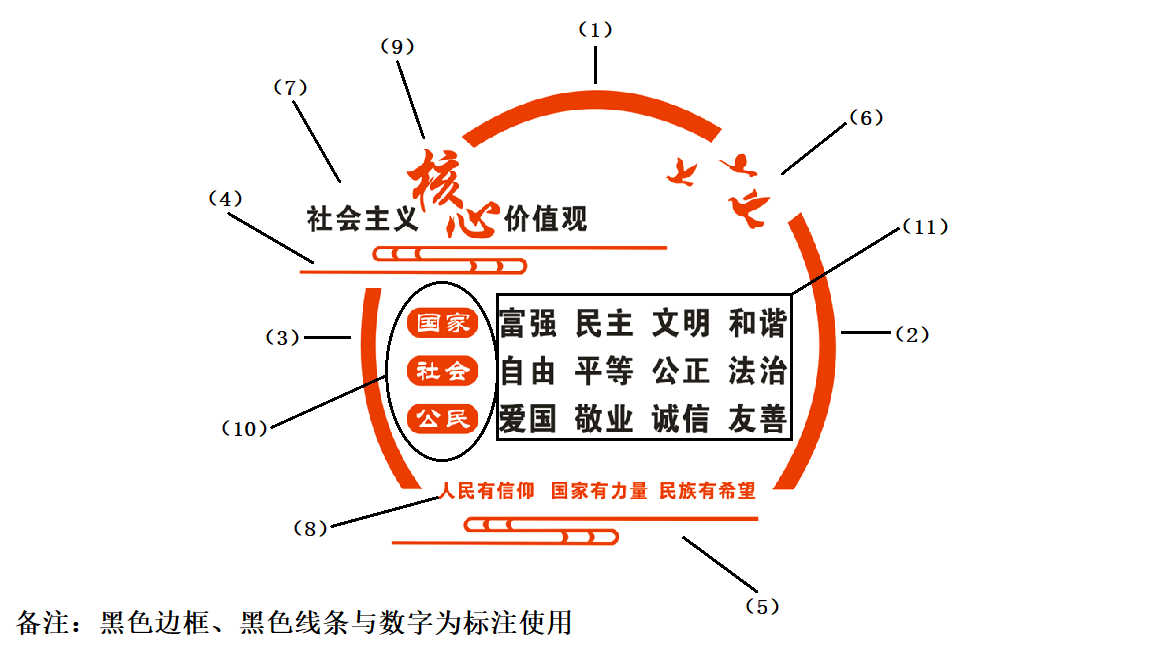 （1）
（9）
（7）
（6）
（4）
（11）
社会主义核心价值观
国家 富强 民主 文明 和谐
（3）
（2）
社会 自由 平等 公正 法治
公民 爱国 敬业 诚信 友善
（10）
人民有信仰 国家有力量 民族有希望
（8）
（5）
备注：黑色边框、黑色线条与数字为标注使用